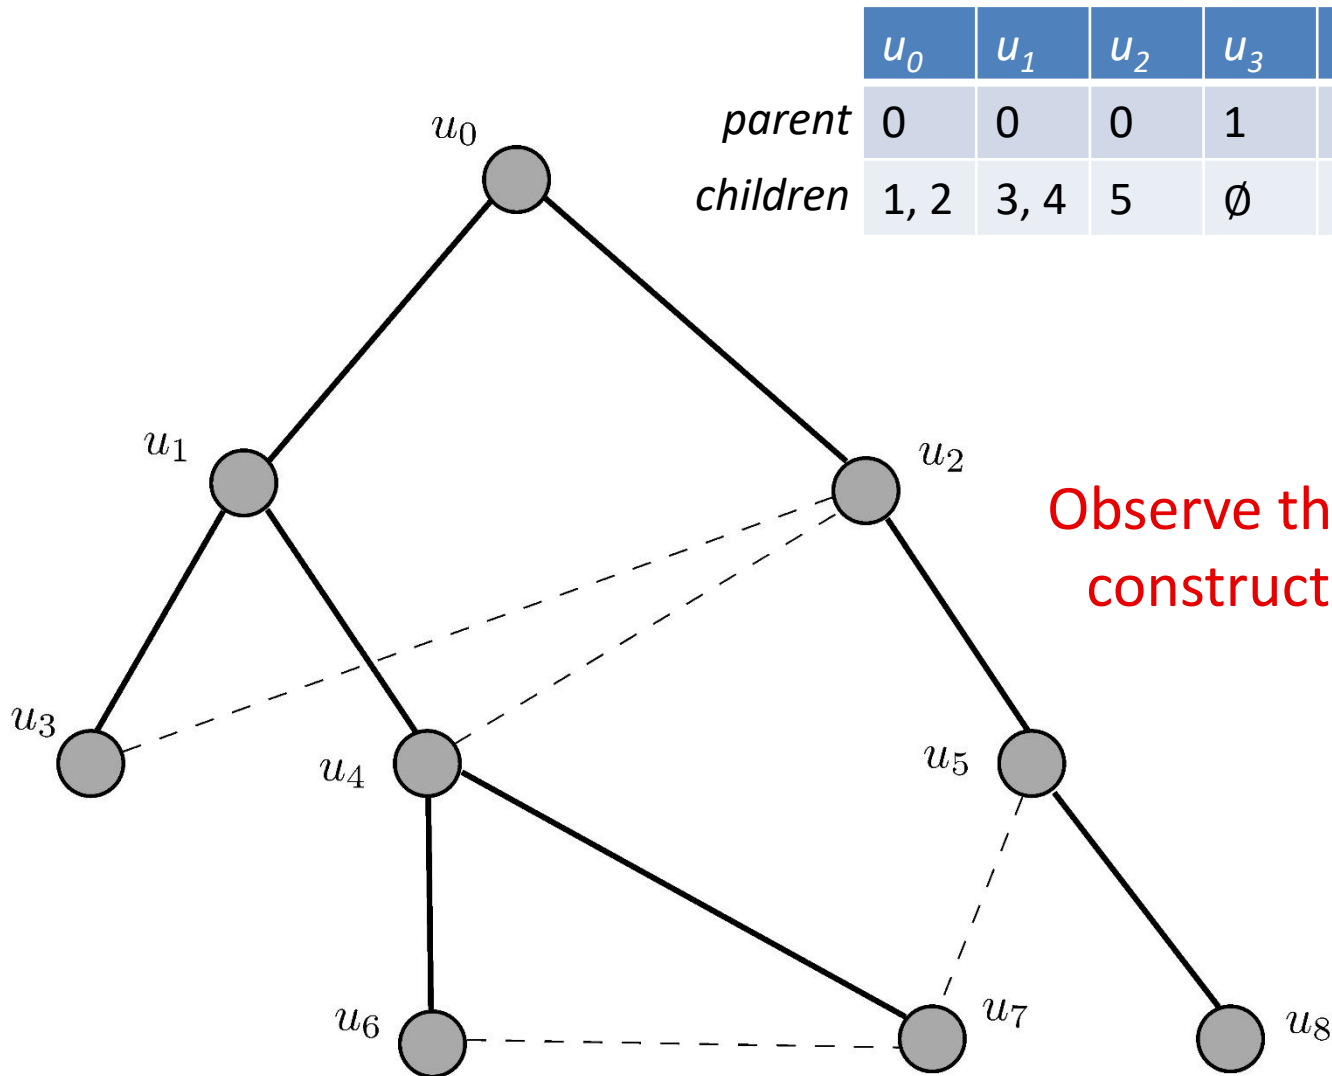 u₀ u₁ u₂ u₃
parent 0 0 0 1
children 1, 2 3, 4 5 ∅
u₀
u₁
u₂
Observe
construct
u₃
u₄
u₅
u₆
u₇
u₈